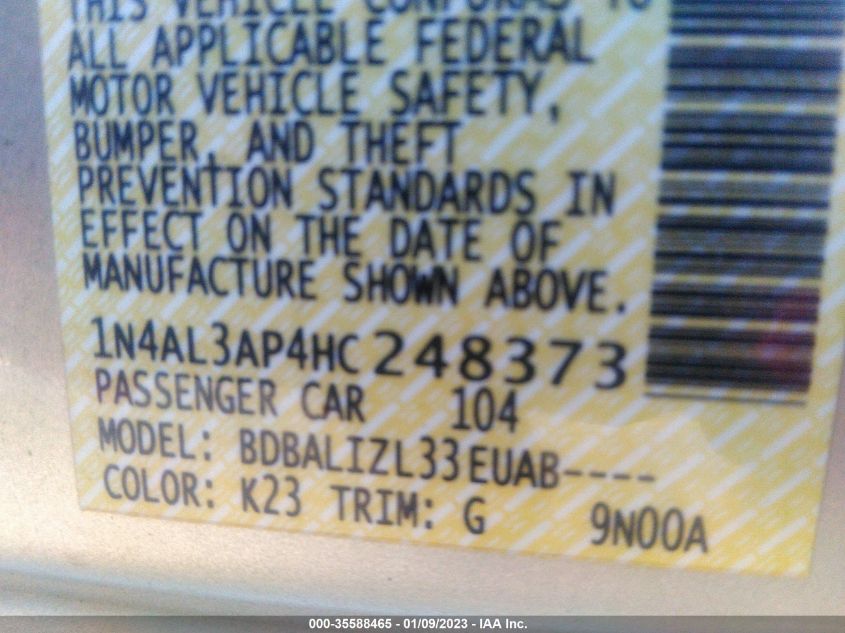 THIS VEHICLE CONFORMS TO
ALL APPLICABLE FEDERAL
MOTOR VEHICLE SAFETY,
BUMPER, AND THEFT
PREVENTION STANDARDS IN
EFFECT ON THE DATE OF
MANUFACTURE SHOWN ABOVE.
1N4AL3AP4HC248373
PASSENGER CAR 104
MODEL: BDBALIZL33EUAB----
COLOR: K23 TRIM: G 9N00A
000-35588465 - 01/09/2023 - IAA Inc.